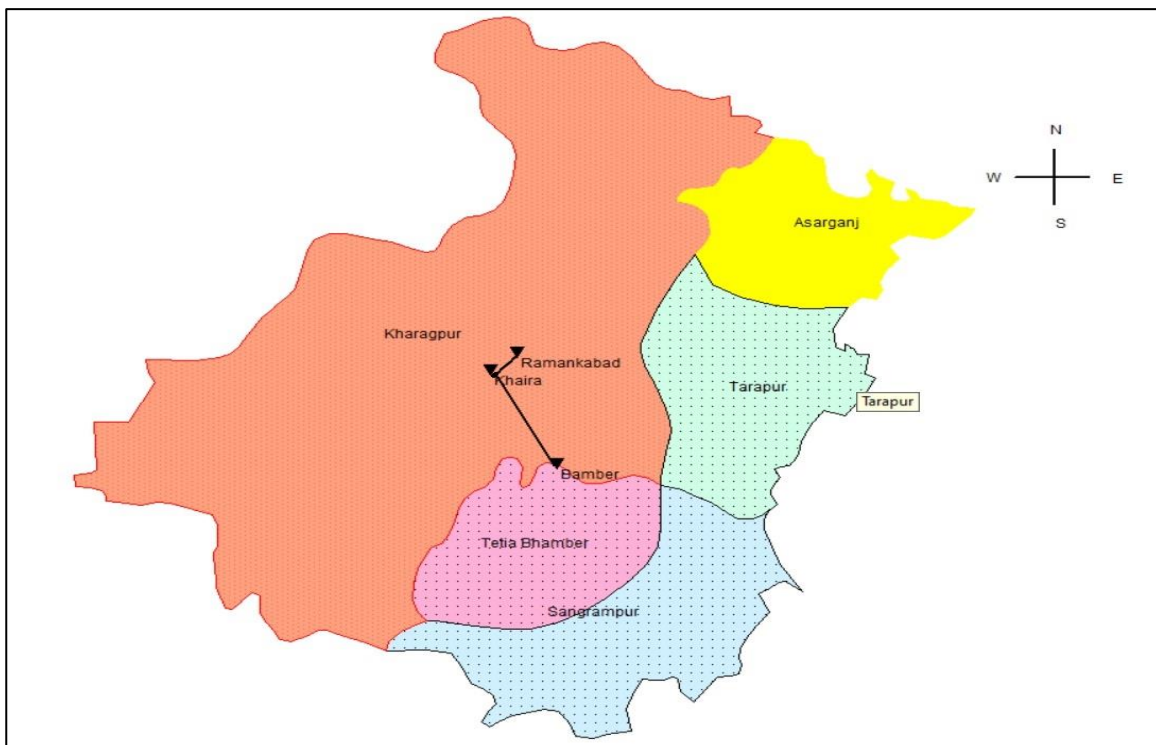 N
W E
S
Asarganj
Kharagpur
Ramankabad
Khaira
Tarapur
Tarapur
Bamber
Tetia Bhamber
Sangrampur